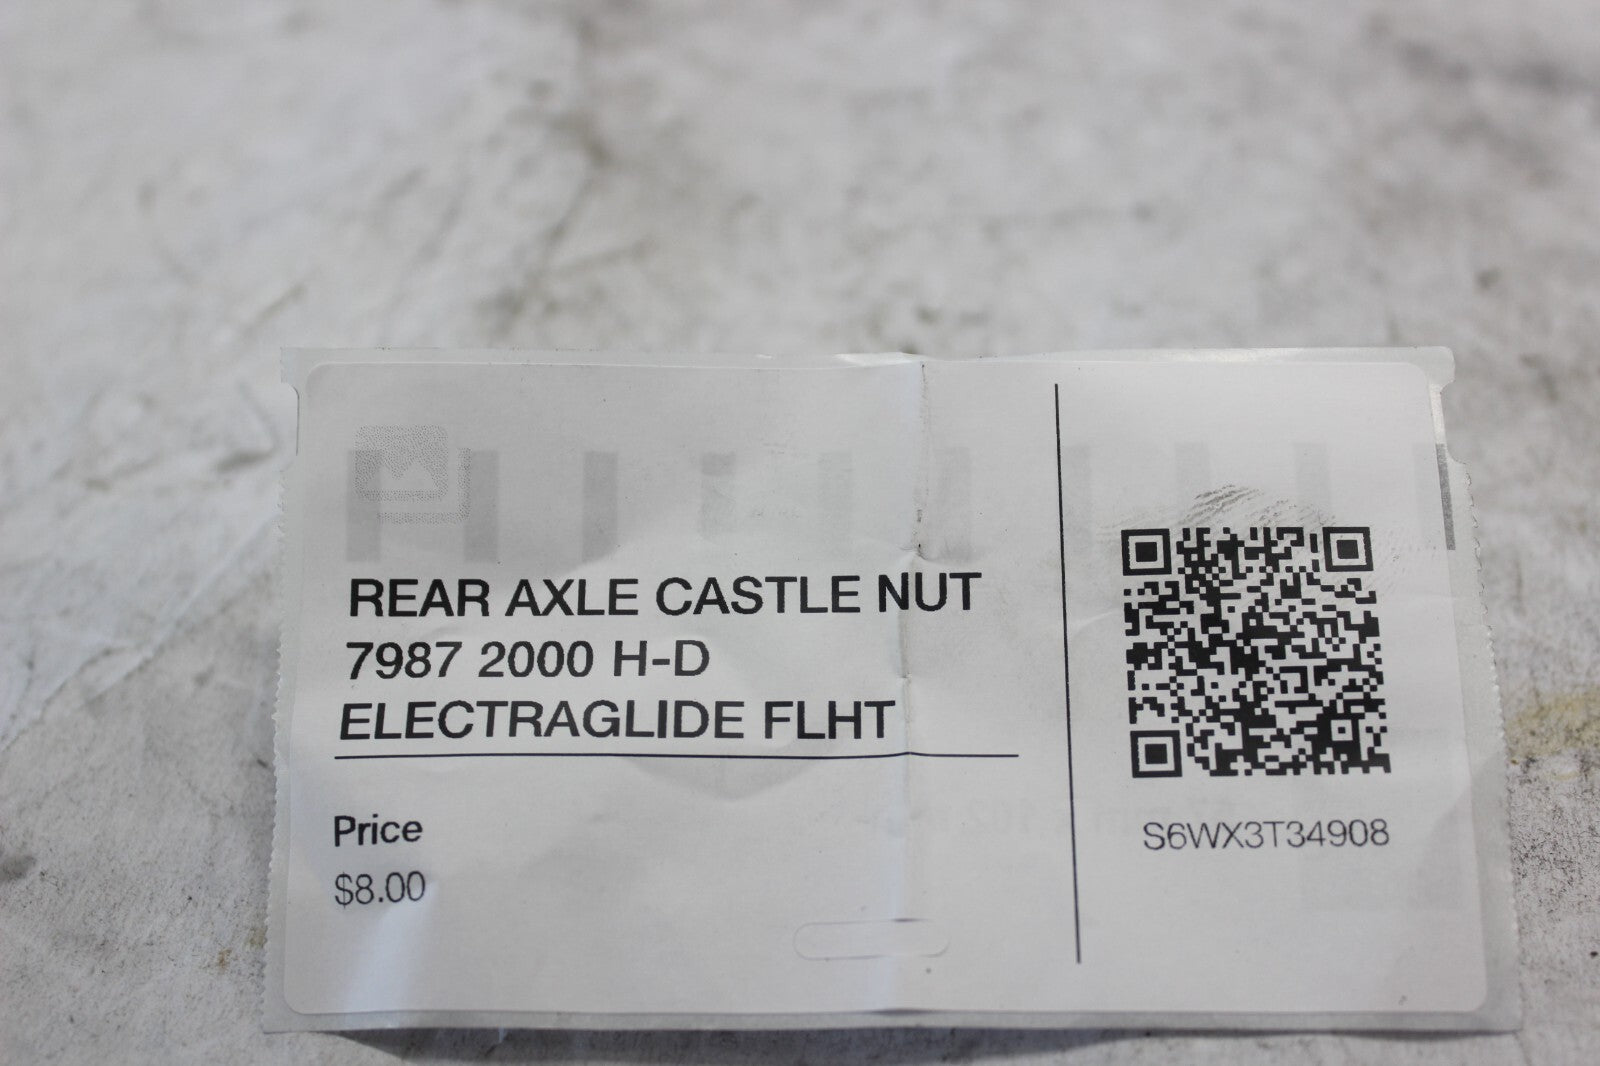 REAR AXLE CASTLE NUT
7987 2000 H-D
ELECTRAGLIDE FLHT
Price
$8.00
S6WX3T34908